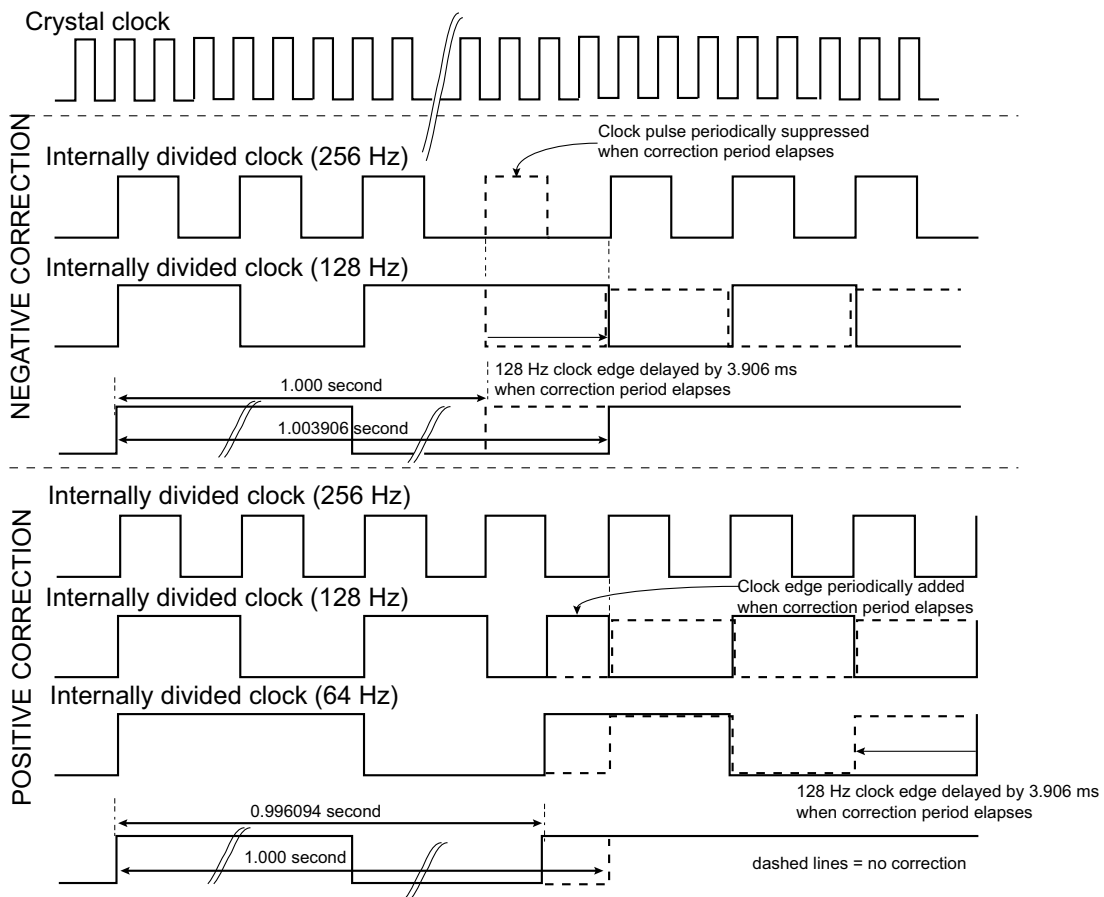 Crystal clock
NEGATIVE CORRECTION
Clock pulse periodically suppressed
when correction period elapses
Internally divided clock (256 Hz)
Internally divided clock (128 Hz)
128 Hz clock edge delayed by 3.906 ms
when correction period elapses
1.000 second
1.003906 second
POSITIVE CORRECTION
Internally divided clock (256 Hz)
Internally divided clock (128 Hz)
Clock edge periodically added
when correction period elapses
Internally divided clock (64 Hz)
128 Hz clock edge delayed by 3.906 ms
when correction period elapses
0.996094 second
1.000 second
dashed lines = no correction